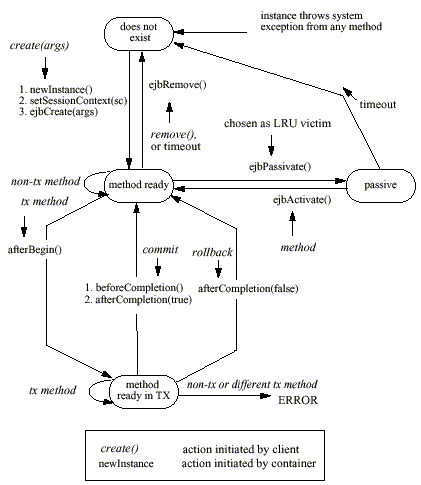 does not
exist
instance throws system
exception from any method
create(args)
1. newInstance()
2. setSessionContext(sc)
3. ejbCreate(args)
ejbRemove()
remove(),
or timeout
timeout
chosen as LRU victim
ejbPassivate()
non-tx method
method ready
passive
tx method
ejbActivate()
afterBegin()
commit
rollback
method
1. beforeCompletion()
2. afterCompletion(true)
afterCompletion(false)
tx method
method
ready in TX
non-tx or different tx method
ERROR
create() action initiated by client
newInstance action initiated by container